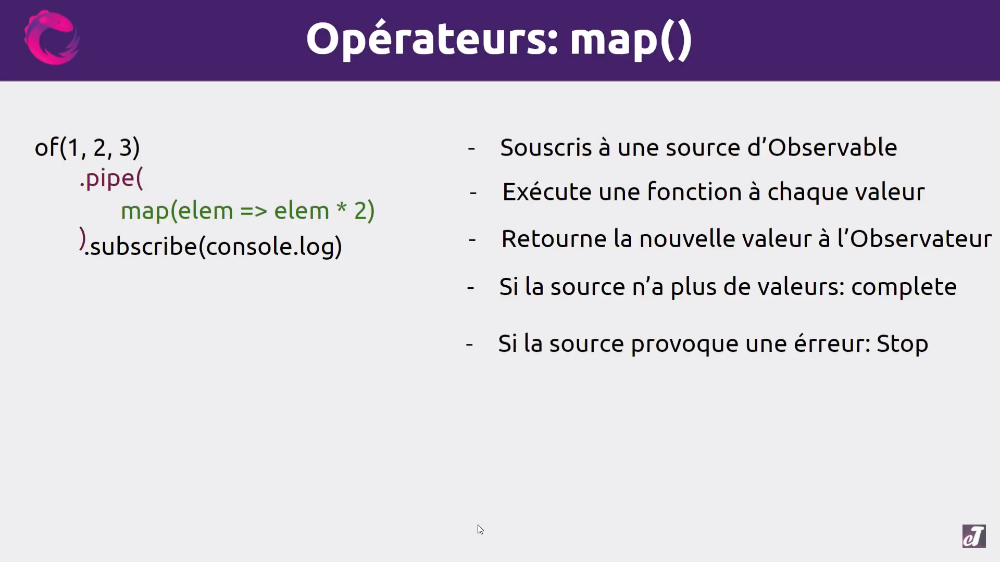 Opérateurs: map()
of(1, 2, 3)
.pipe(
map(elem => elem * 2)
).subscribe(console.log)
- Souscris à une source d’Observable
- Exécute une fonction à chaque valeur
- Retourne la nouvelle valeur à l’Observateur
- Si la source n’a plus de valeurs: complete
- Si la source provoque une érreur: Stop
eT